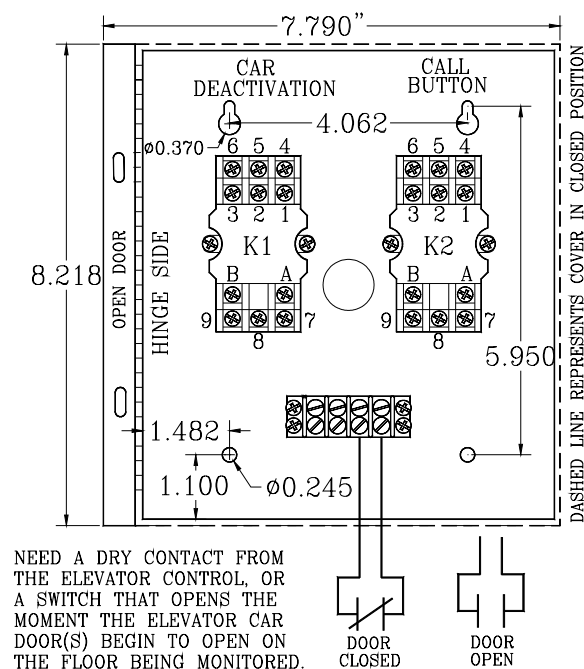 7.790"
CAR
DEACTIVATION
CALL
BUTTON
4.062
ø0.370
6 5 4
6 5 4
3 2 1
3 2 1
K1
K2
B A
B A
9 7
9 7
8
8
8.218
OPEN DOOR
HINGE SIDE
5.950
DASHED LINE REPRESENTS COVER IN CLOSED POSITION
1.482
1.100
ø0.245
NEED A DRY CONTACT FROM
THE ELEVATOR CONTROL, OR
A SWITCH THAT OPENS THE
MOMENT THE ELEVATOR CAR
DOOR(S) BEGIN TO OPEN ON
THE FLOOR BEING MONITORED.
DOOR
CLOSED
DOOR
OPEN